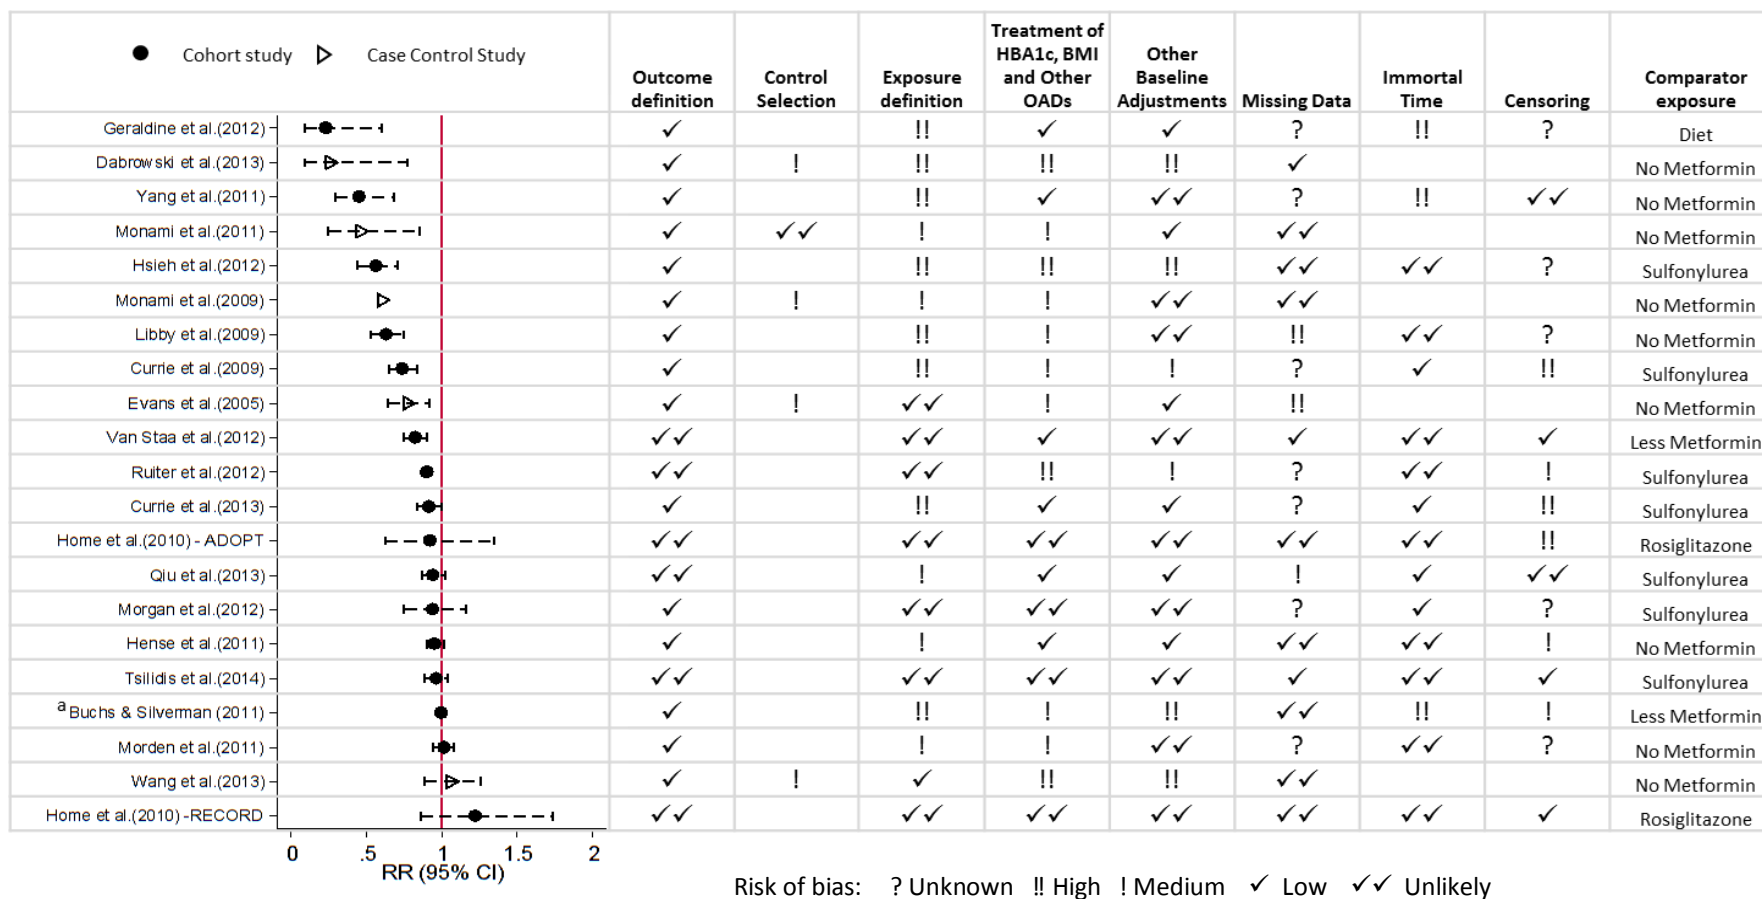 Cohort study Case Control Study
Outcome definition Control Selection Exposure definition Treatment of HBA1c, BMI and Other OADs Other Baseline Adjustments Missing Data Immortal Time Censoring Comparator exposure
Geraldine et al.(2012) ✓ !! ✓ ✓ ? !! ? Diet
Dabrowski et al.(2013) ✓ ! !! !! !! ✓ No Metformin
Yang et al.(2011) ✓ !! ✓ ✓✓ ? !! ✓✓ No Metformin
Monami et al.(2011) ✓ ✓✓ ! ! ✓ ✓✓ No Metformin
Hsieh et al.(2012) ✓ !! !! !! ✓✓ ✓✓ ? Sulfonylurea
Monami et al.(2009) ✓ ! ! ! ✓✓ ✓✓ No Metformin
Libby et al.(2009) ✓ !! ! ✓✓ !! ✓✓ ? No Metformin
Currie et al.(2009) ✓ !! ! ! ? ✓ !! Sulfonylurea
Evans et al.(2005) ✓ ! ✓✓ ! ✓ !! No Metformin
Van Staa et al.(2012) ✓✓ ✓✓ ✓ ✓✓ ✓ ✓✓ ✓ Less Metformin
Ruiter et al.(2012) ✓✓ ✓✓ !! ! ? ✓✓ ! Sulfonylurea
Currie et al.(2013) ✓ !! ✓ ✓ ? ✓ !! Sulfonylurea
Home et al.(2010) - ADOPT ✓✓ ✓✓ ✓✓ ✓✓ ✓✓ ✓✓ !! Rosiglitazone
Qiu et al.(2013) ✓✓ ! ✓ ✓ ! ✓ ✓✓ Sulfonylurea
Morgan et al.(2012) ✓ ✓✓ ✓✓ ✓✓ ? ✓ ? Sulfonylurea
Hense et al.(2011) ✓ ! ✓ ✓ ✓✓ ✓✓ ! No Metformin
Tsilidis et al.(2014) ✓✓ ✓✓ ✓✓ ✓✓ ✓ ✓✓ ✓ Sulfonylurea
a Buchs & Silverman (2011) ✓ !! ! !! ✓✓ !! ! Less Metformin
Morden et al.(2011) ✓ ! ! ✓✓ ? ✓✓ ? No Metformin
Wang et al.(2013) ✓ ! ✓ !! !! ✓✓ No Metformin
Home et al.(2010) -RECORD ✓✓ ✓✓ ✓✓ ✓✓ ✓✓ ✓✓ ✓ Rosiglitazone
0 .5 1 1.5 2
RR (95% CI)
Risk of bias: ? Unknown !! High ! Medium ✓ Low ✓✓ Unlikely